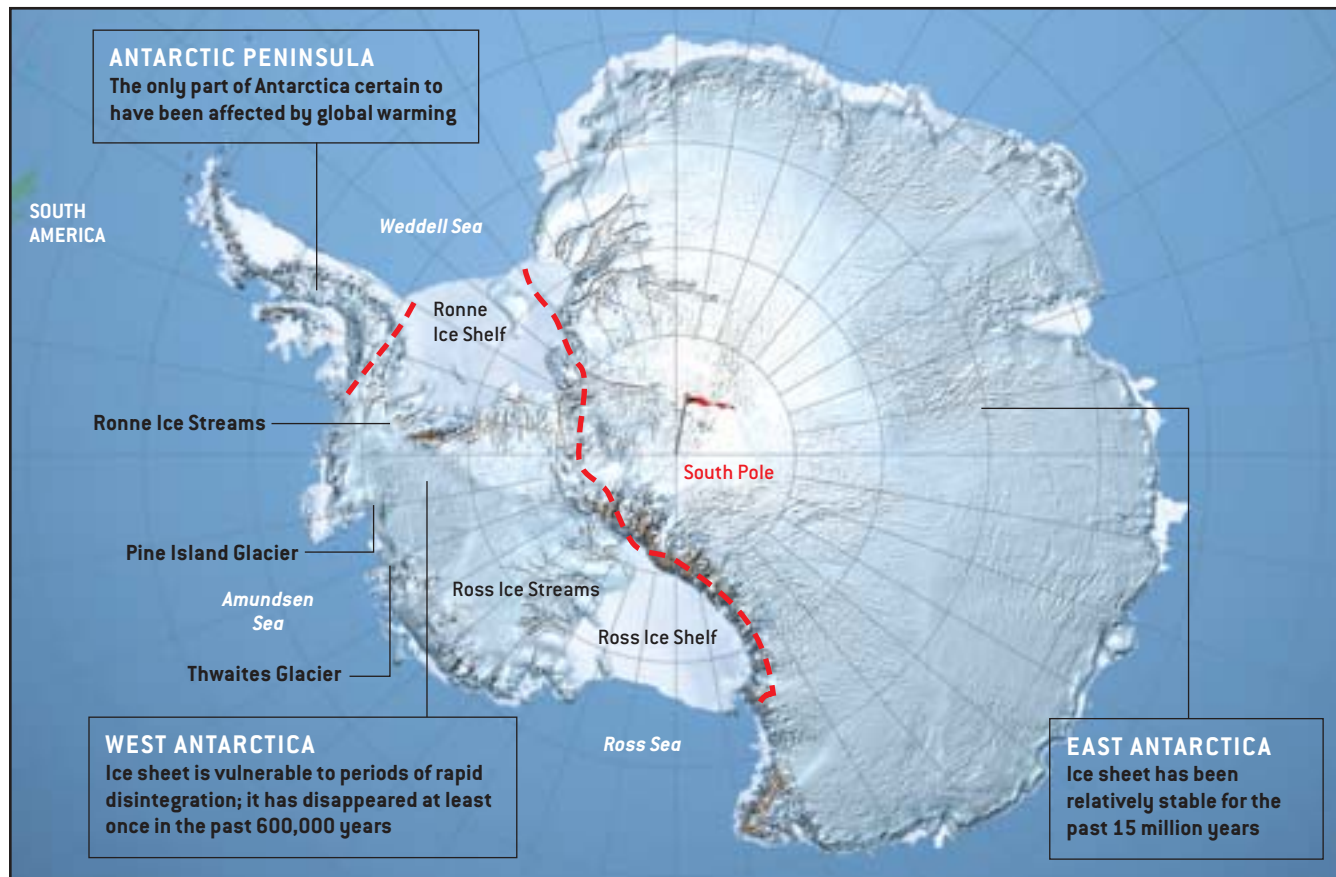 ANTARCTIC PENINSULA
The only part of Antarctica certain to
have been affected by global warming
SOUTH
AMERICA
Weddell Sea
Ronne
Ice Shelf
Ronne Ice Streams
South Pole
Pine Island Glacier
Ross Ice Streams
Amundsen
Sea
Ross Ice Shelf
Thwaites Glacier
WEST ANTARCTICA
Ice sheet is vulnerable to periods of rapid
disintegration; it has disappeared at least
once in the past 600,000 years
Ross Sea
EAST ANTARCTICA
Ice sheet has been
relatively stable for the
past 15 million years